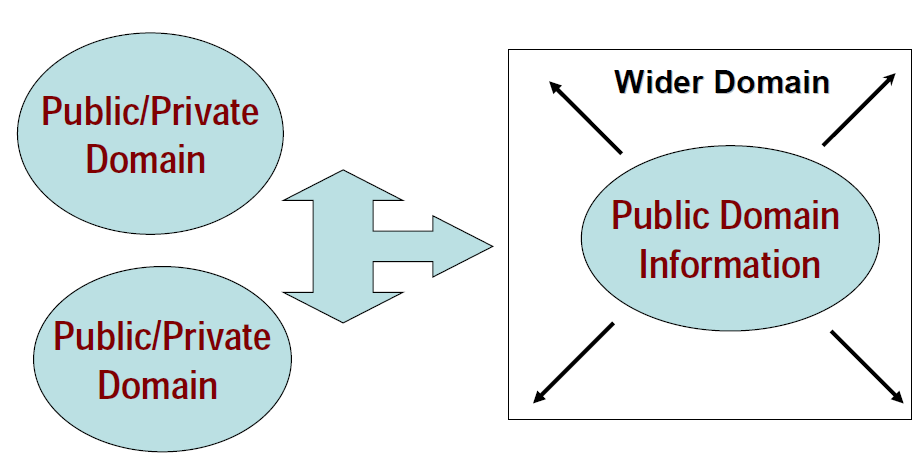 Public/Private
Domain
Public/Private
Domain
Wider Domain
Public Domain
Information